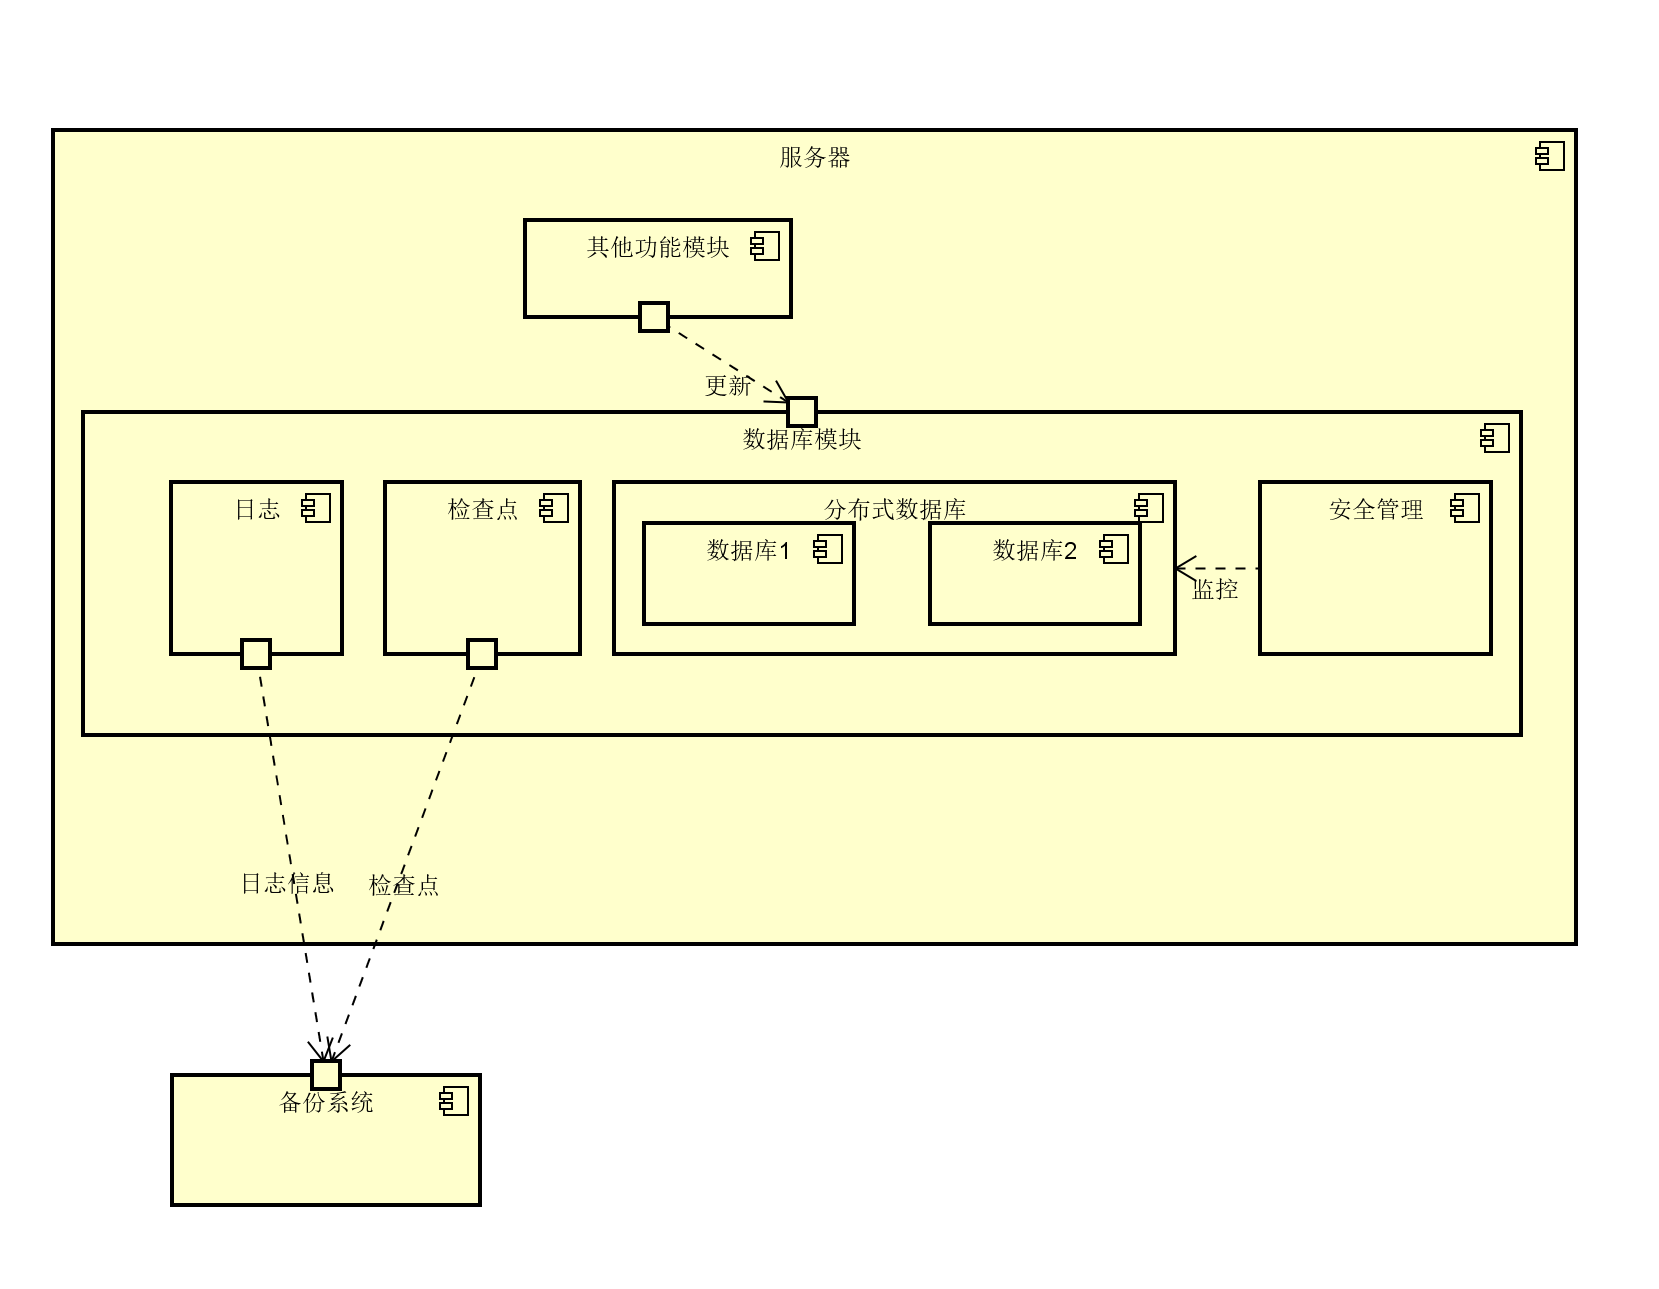 服务器
其他功能模块
更新
数据库模块
日志
检查点
分布式数据库
安全管理
数据库1
数据库2
监控
日志信息
检查点
备份系统